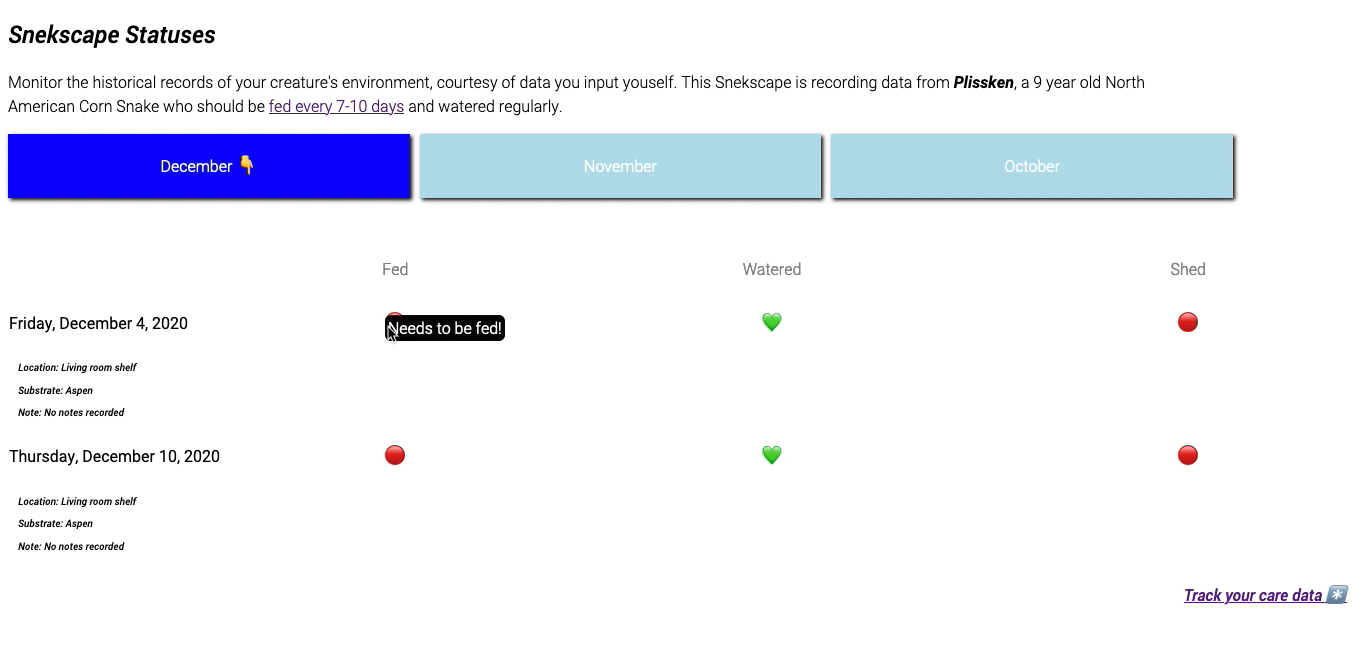 Snekscape Statuses
Monitor the historical records of your creature's environment, courtesy of data you input youself. This Snekscape is recording data from Plissken, a 9 year old North
American Corn Snake who should be fed every 7-10 days and watered regularly.
December 👇
November
October
Fed
Watered
Shed
Friday, December 4, 2020
Needs to be fed!
Location: Living room shelf
Substrate: Aspen
Note: No notes recorded
Thursday, December 10, 2020
Location: Living room shelf
Substrate: Aspen
Note: No notes recorded
Track your care data *️⃣